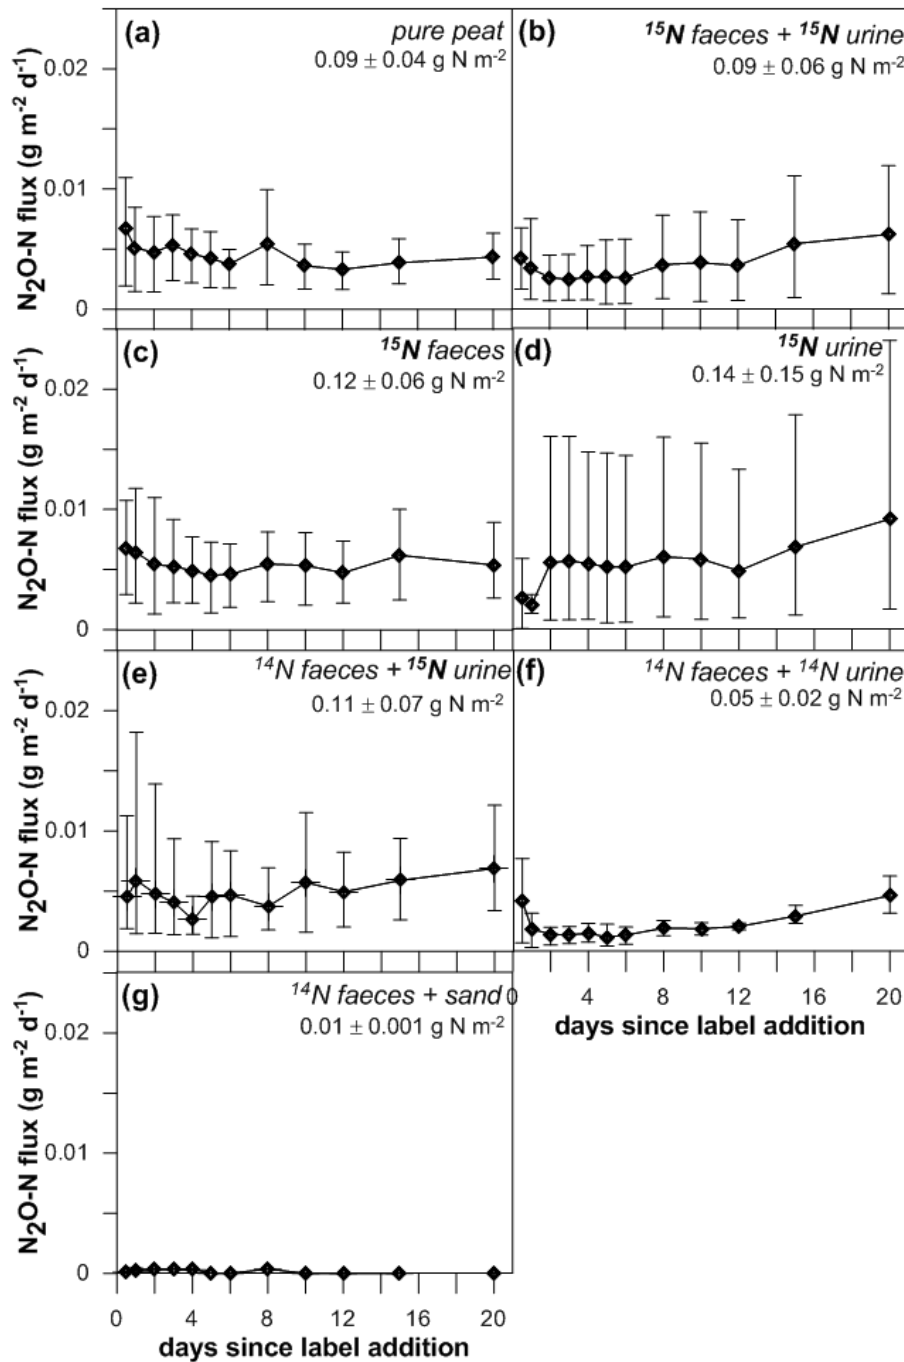 (a) pure peat
0.09 ± 0.04 g N m-2
(b) 15N faeces + 15N urine
0.09 ± 0.06 g N m-2
N2O-N flux (g m-2 d-1)
0.02
0.01
0
(c) 15N faeces
0.12 ± 0.06 g N m-2
(d) 15N urine
0.14 ± 0.15 g N m-2
N2O-N flux (g m-2 d-1)
0.02
0.01
0
(e) 14N faeces + 15N urine
0.11 ± 0.07 g N m-2
(f) 14N faeces + 14N urine
0.05 ± 0.02 g N m-2
N2O-N flux (g m-2 d-1)
0.02
0.01
0
0 4 8 12 16 20
days since label addition
(g) 14N faeces + sand
0.01 ± 0.001 g N m-2
N2O-N flux (g m-2 d-1)
0.02
0.01
0
0 4 8 12 16 20
days since label addition